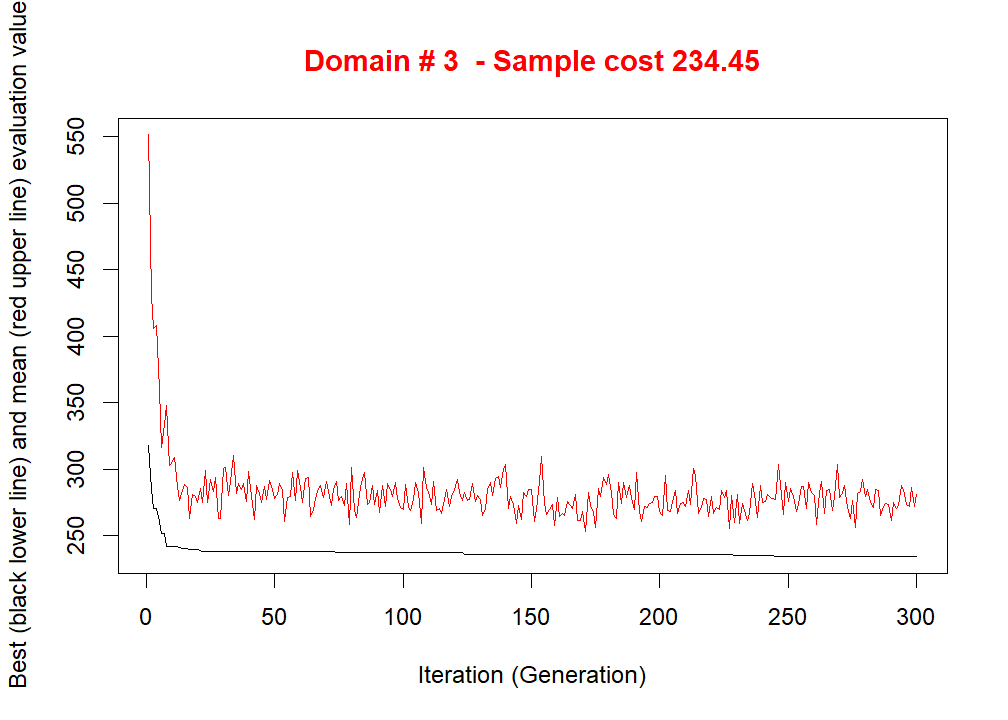 Domain # 3  - Sample cost 234.45
Best (black lower line) and mean (red upper line) evaluation value
550
500
450
400
350
300
250
0 50 100 150 200 250 300
Iteration (Generation)